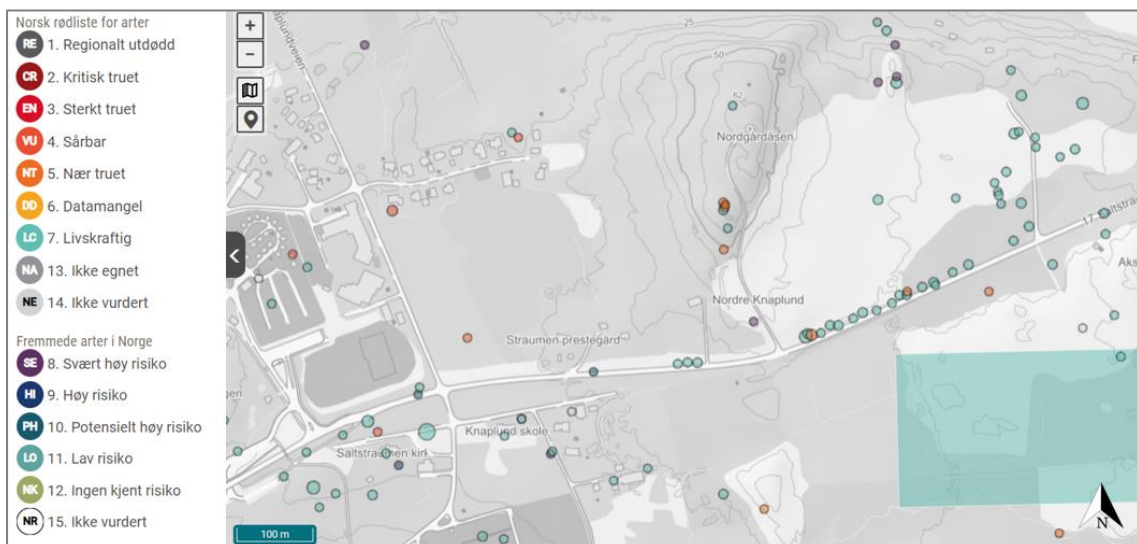 Norsk rødliste for arter
RE 1. Regionalt utdødd
CR 2. Kritisk truet
EN 3. Sterkt truet
VU 4. Sårbar
NT 5. Nær truet
DD 6. Datamangel
LC 7. Livskraftig
NA 13. Ikke egnet
NE 14. Ikke vurdert
Fremmede arter i Norge
SE 8. Svært høy risiko
HI 9. Høy risiko
PH 10. Potensielt høy risiko
LO 11. Lav risiko
NK 12. Ingen kjent risiko
NR 15. Ikke vurdert
+
−
25
50
62
Nordgårdåsen
Nordre Knaplund
Straumen prestegård
Knaplund skole
Saltstraumen kirk
100 m
N